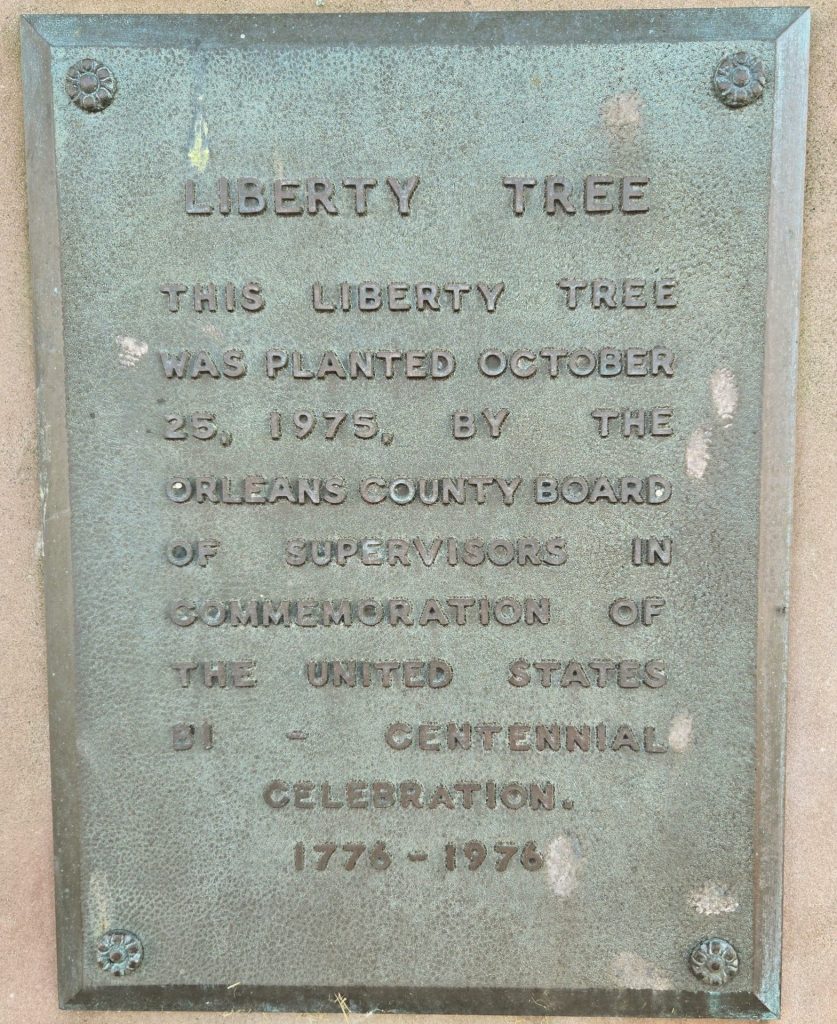 LIBERTY TREE
THIS LIBERTY TREE
WAS PLANTED OCTOBER
25, 1975, BY THE
ORLEANS COUNTY BOARD
OF SUPERVISORS IN
COMMEMORATION OF
THE UNITED STATES
BI - CENTENNIAL
CELEBRATION.
1776 - 1976